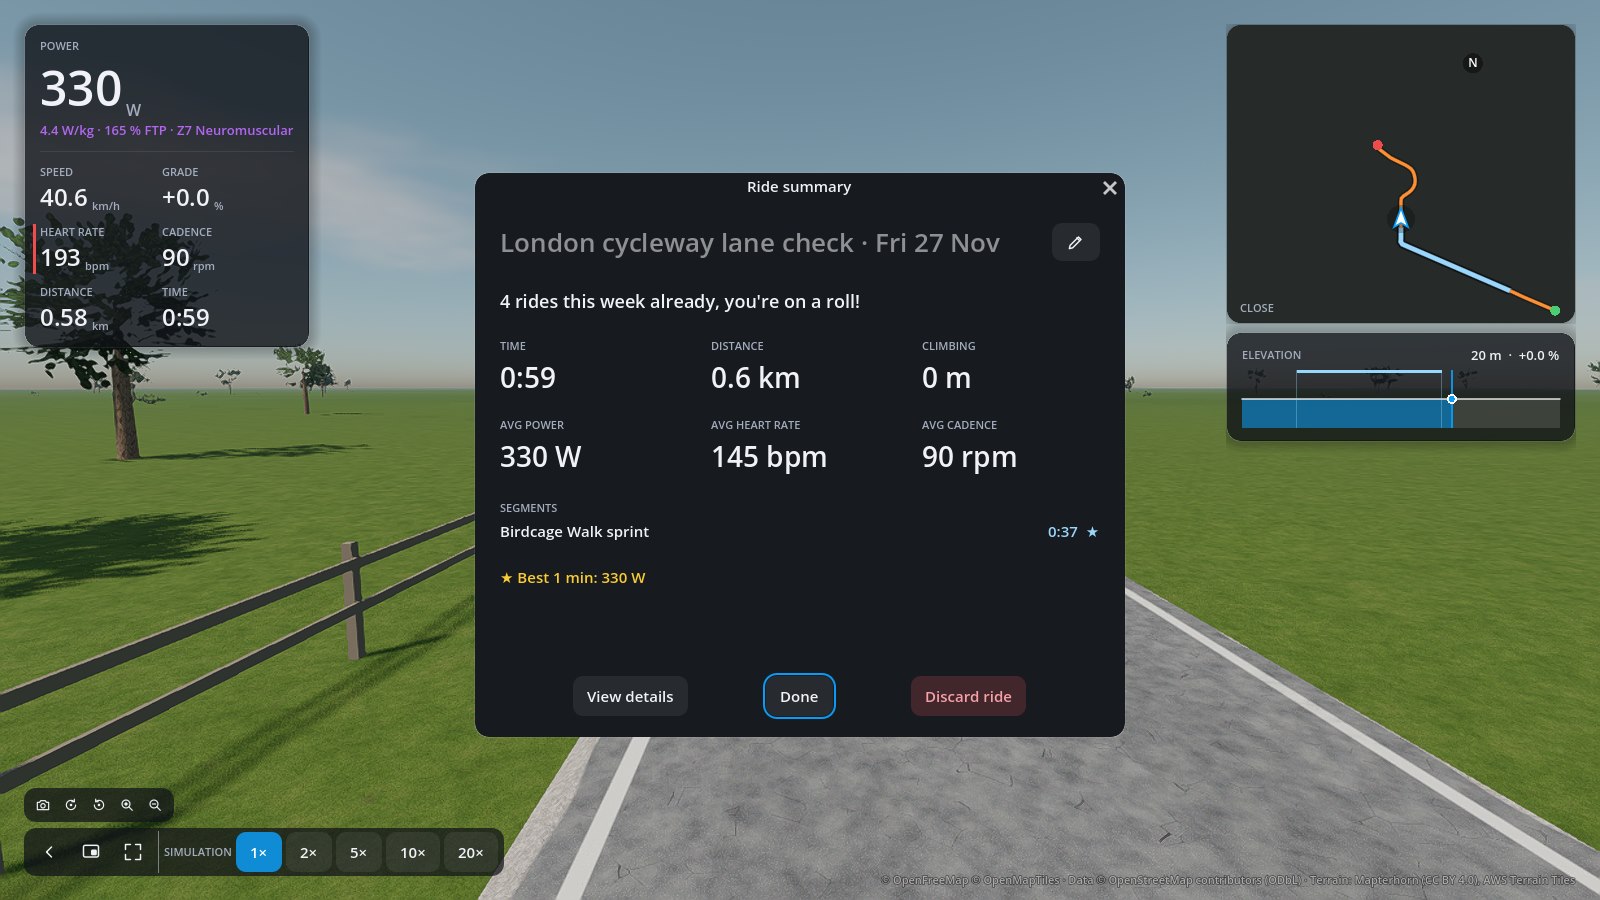 POWER
330 W
4.4 W/kg · 165 % FTP · Z7 Neuromuscular
SPEED
GRADE
40.6 km/h
+0.0 %
HEART RATE
CADENCE
193 bpm
90 rpm
DISTANCE
TIME
0.58 km
0:59
N
CLOSE
ELEVATION
20 m · +0.0 %
Ride summary
London cycleway lane check · Fri 27 Nov
4 rides this week already, you're on a roll!
TIME
DISTANCE
CLIMBING
0:59
0.6 km
0 m
AVG POWER
AVG HEART RATE
AVG CADENCE
330 W
145 bpm
90 rpm
SEGMENTS
Birdcage Walk sprint
0:37 ★
★ Best 1 min: 330 W
View details
Done
Discard ride
SIMULATION
1×
2×
5×
10×
20×
© OpenFreeMap © OpenMapTiles · Data © OpenStreetMap contributors (ODbL) · Terrain: Mapterhorn (CC BY 4.0), AWS Terrain Tiles